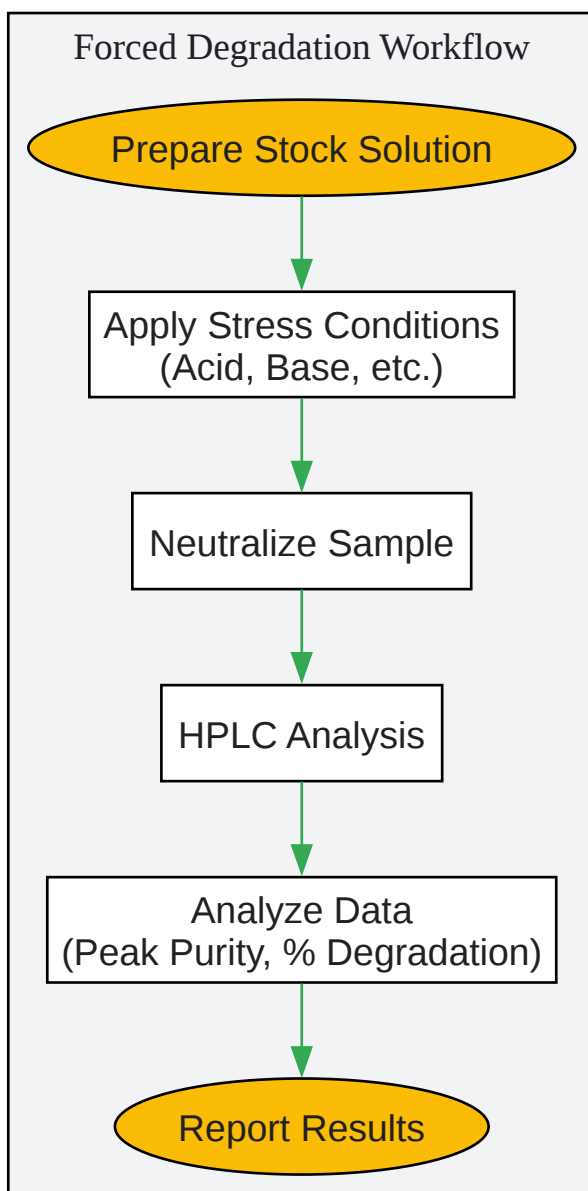 Forced Degradation Workflow
Prepare Stock Solution
Apply Stress Conditions
(Acid, Base, etc.)
Neutralize Sample
HPLC Analysis
Analyze Data
(Peak Purity, % Degradation)
Report Results